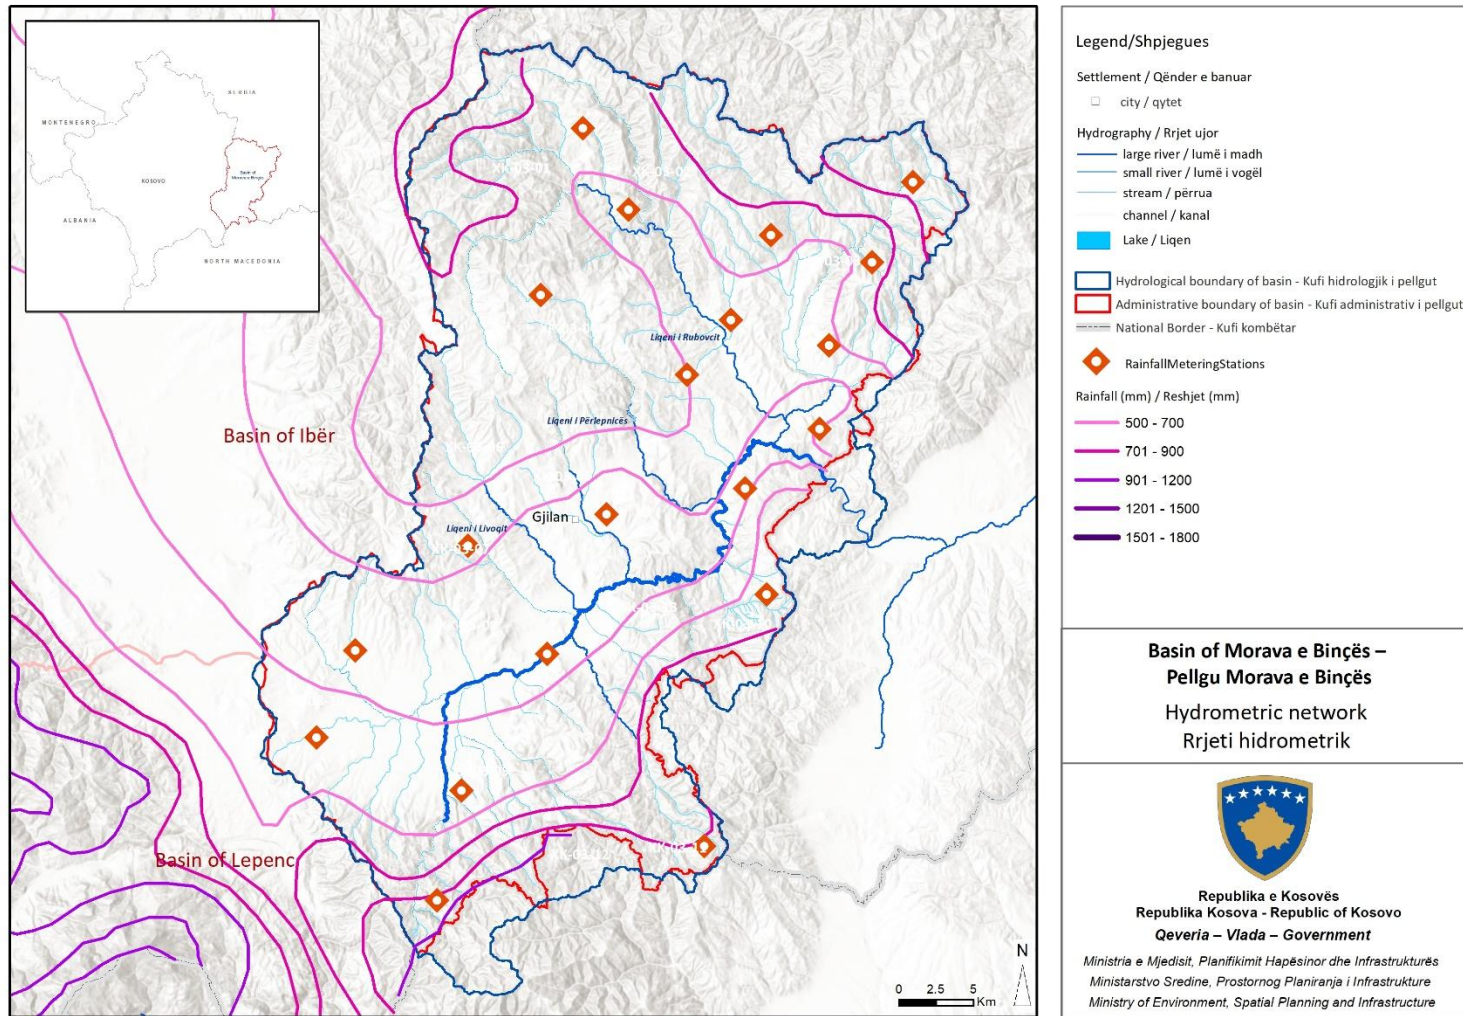 SERBIA
MONTENEGRO
KOSOVO
Basin of
Morava e Binçës
ALBANIA
NORTH MACEDONIA
Liqeni i Rubovcit
Liqeni i Përlepnicës
Basin of Ibër
Gjilan
Liqeni i Livoqit
Basin of Lepenc
N
0 2.5 5
Km
Legend/Shpjegues
Settlement / Qënder e banuar
city / qytet
Hydrography / Rrjet ujor
large river / lumë i madh
small river / lumë i vogël
stream / përrua
channel / kanal
Lake / Liqen
Hydrological boundary of basin - Kufi hidrologjik i pellgut
Administrative boundary of basin - Kufi administrativ i pellgut
National Border - Kufi kombëtar
RainfallMeteringStations
Rainfall (mm) / Reshjet (mm)
500 - 700
701 - 900
901 - 1200
1201 - 1500
1501 - 1800
Basin of Morava e Binçës –
Pellgu Morava e Binçës
Hydrometric network
Rrjeti hidrometrik
Republika e Kosovës
Republika Kosova - Republic of Kosovo
Qeveria – Vlada – Government
Ministria e Mjedisit, Planifikimit Hapësinor dhe Infrastrukturës
Ministarstvo Sredine, Prostornog Planiranja i Infrastrukture
Ministry of Environment, Spatial Planning and Infrastructure